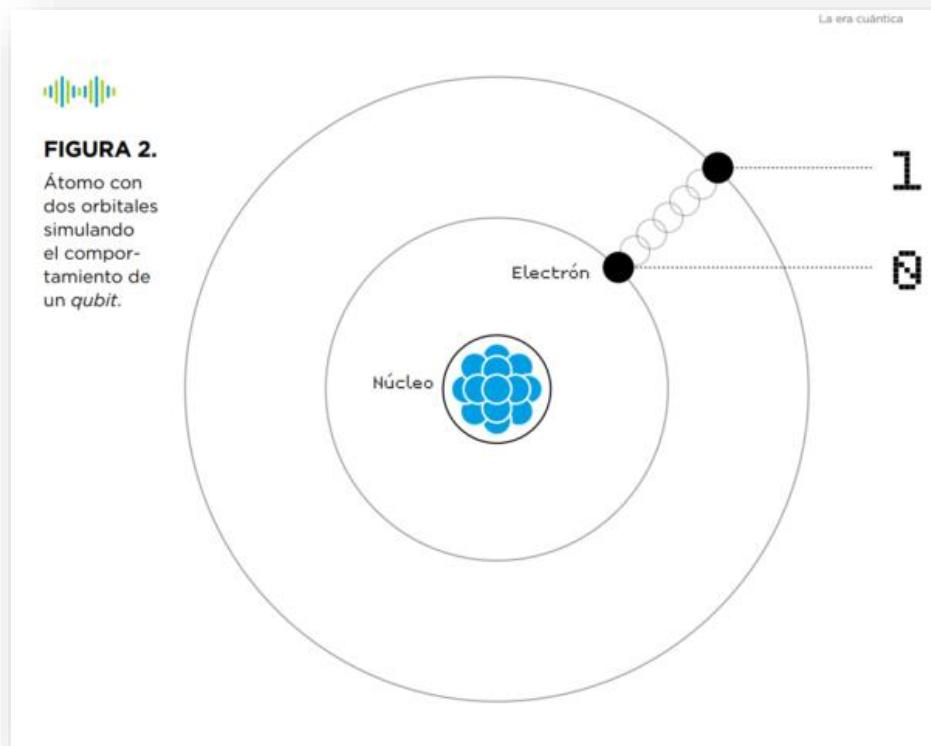 La era cuántica
FIGURA 2.
Átomo con
dos orbitales
simulando
el compor-
tamiento de
un qubit.
1
Electrón
0
Núcleo